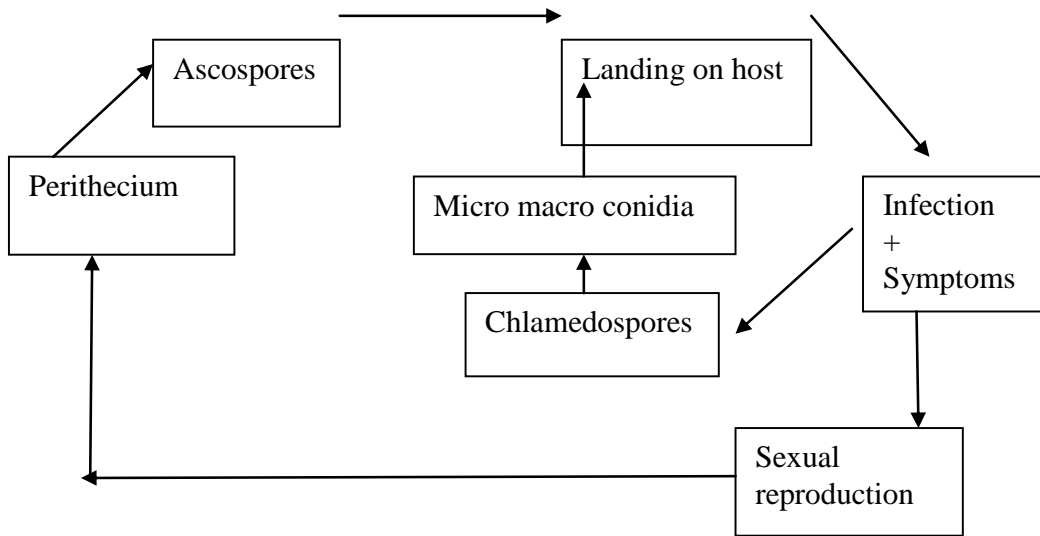 Ascospores
Landing on host
Perithecium
Micro macro conidia
Infection
+
Symptoms
Chlamedospores
Sexual
reproduction